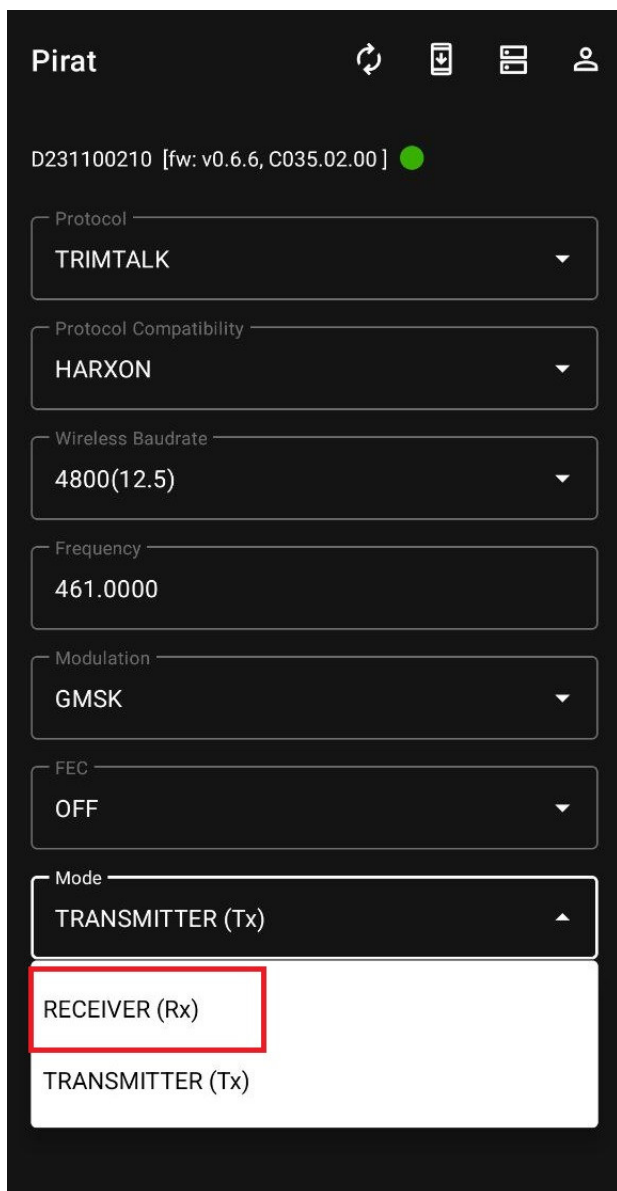 Pirat
D231100210 [fw: v0.6.6, C035.02.00 ]
Protocol
TRIMTALK
Protocol Compatibility
HARXON
Wireless Baudrate
4800(12.5)
Frequency
461.0000
Modulation
GMSK
FEC
OFF
Mode
TRANSMITTER (Tx)
RECEIVER (Rx)
TRANSMITTER (Tx)